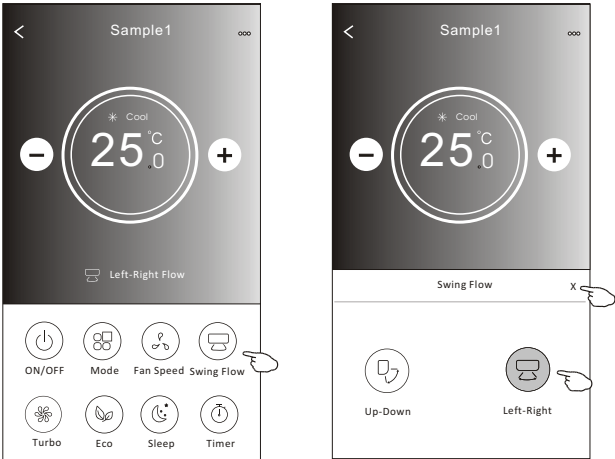 Sample1
Cool
25.0 °C
Left-Right Flow
ON/OFF Mode Fan Speed Swing Flow
Turbo Eco Sleep Timer
Sample1
Cool
25.0 °C
Swing Flow X
Up-Down Left-Right